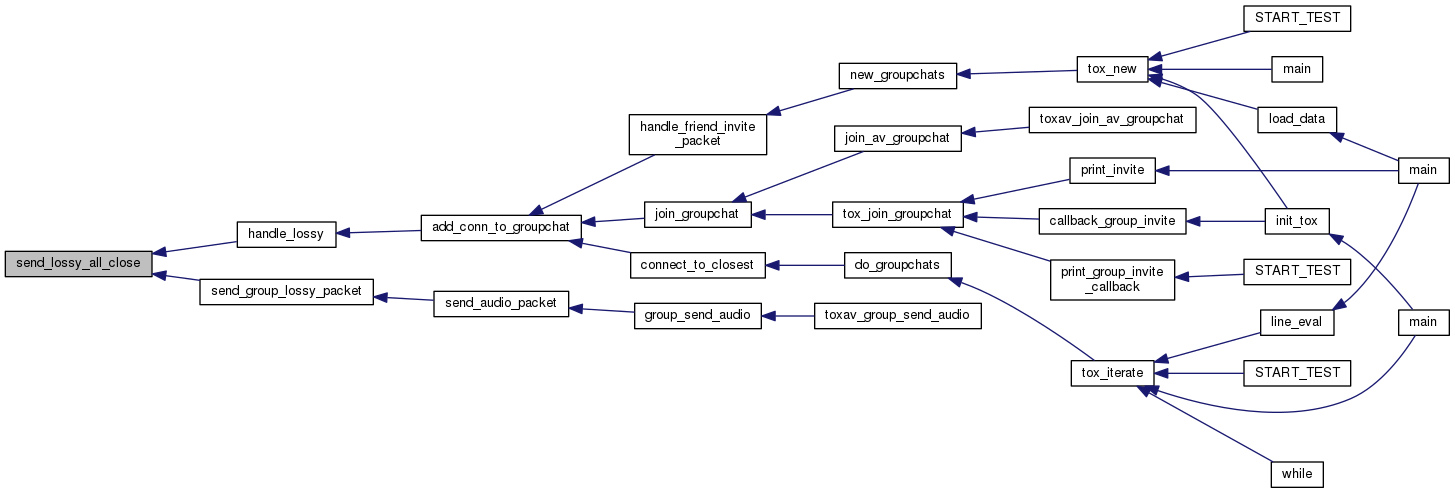 START_TEST
tox_new
main
new_groupchats
load_data
toxav_join_av_groupchat
handle_friend_invite
_packet
join_av_groupchat
print_invite
main
join_groupchat
tox_join_groupchat
callback_group_invite
init_tox
add_conn_to_groupchat
handle_lossy
send_lossy_all_close
connect_to_closest
do_groupchats
print_group_invite
_callback
START_TEST
send_group_lossy_packet
send_audio_packet
group_send_audio
toxav_group_send_audio
line_eval
main
tox_iterate
START_TEST
while